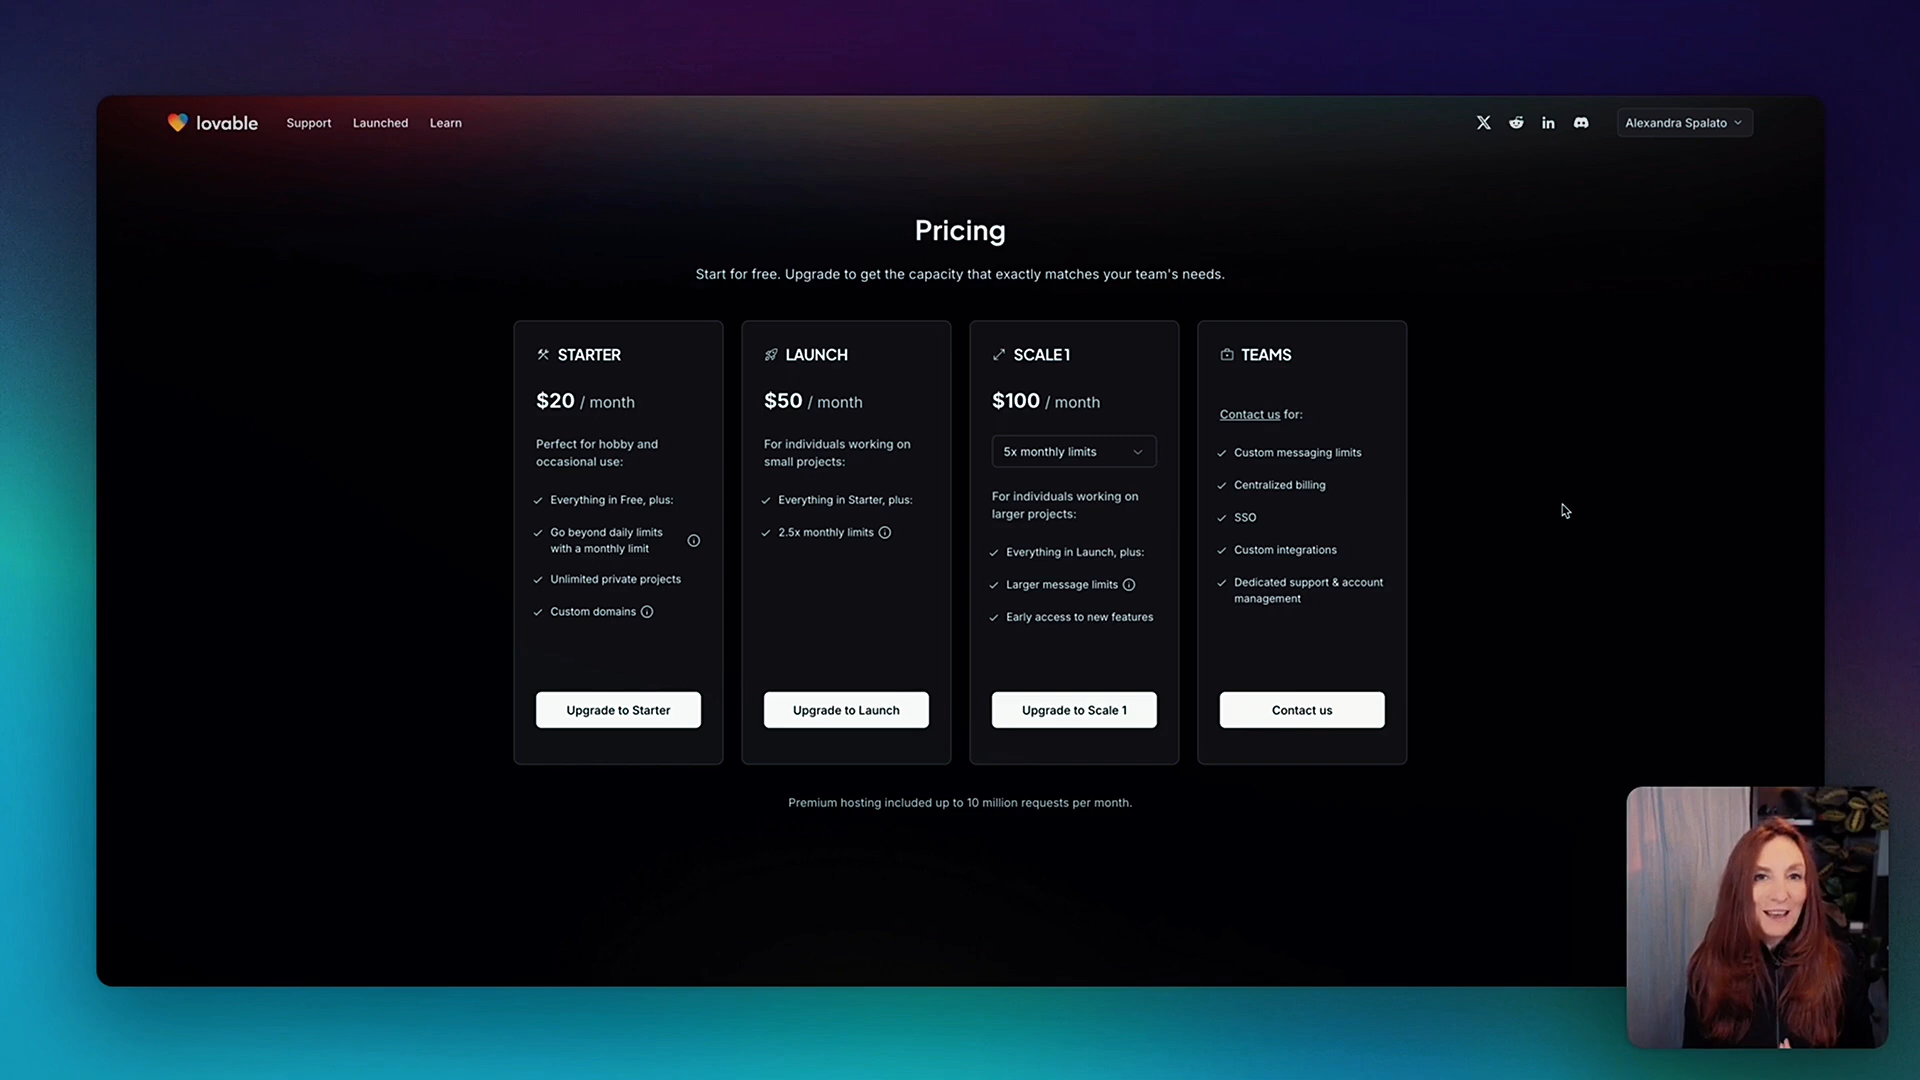 lovable
Support
Launched
Learn
Alexandra Spalato
Pricing
Start for free. Upgrade to get the capacity that exactly matches your team's needs.
STARTER
$20 / month
Perfect for hobby and
occasional use:
Everything in Free, plus:
Go beyond daily limits
with a monthly limit
Unlimited private projects
Custom domains
Upgrade to Starter
LAUNCH
$50 / month
For individuals working on
small projects:
Everything in Starter, plus:
2.5x monthly limits
Upgrade to Launch
SCALE 1
$100 / month
5x monthly limits
For individuals working on
larger projects:
Everything in Launch, plus:
Larger message limits
Early access to new features
Upgrade to Scale 1
TEAMS
Contact us for:
Custom messaging limits
Centralized billing
SSO
Custom integrations
Dedicated support & account
management
Contact us
Premium hosting included up to 10 million requests per month.